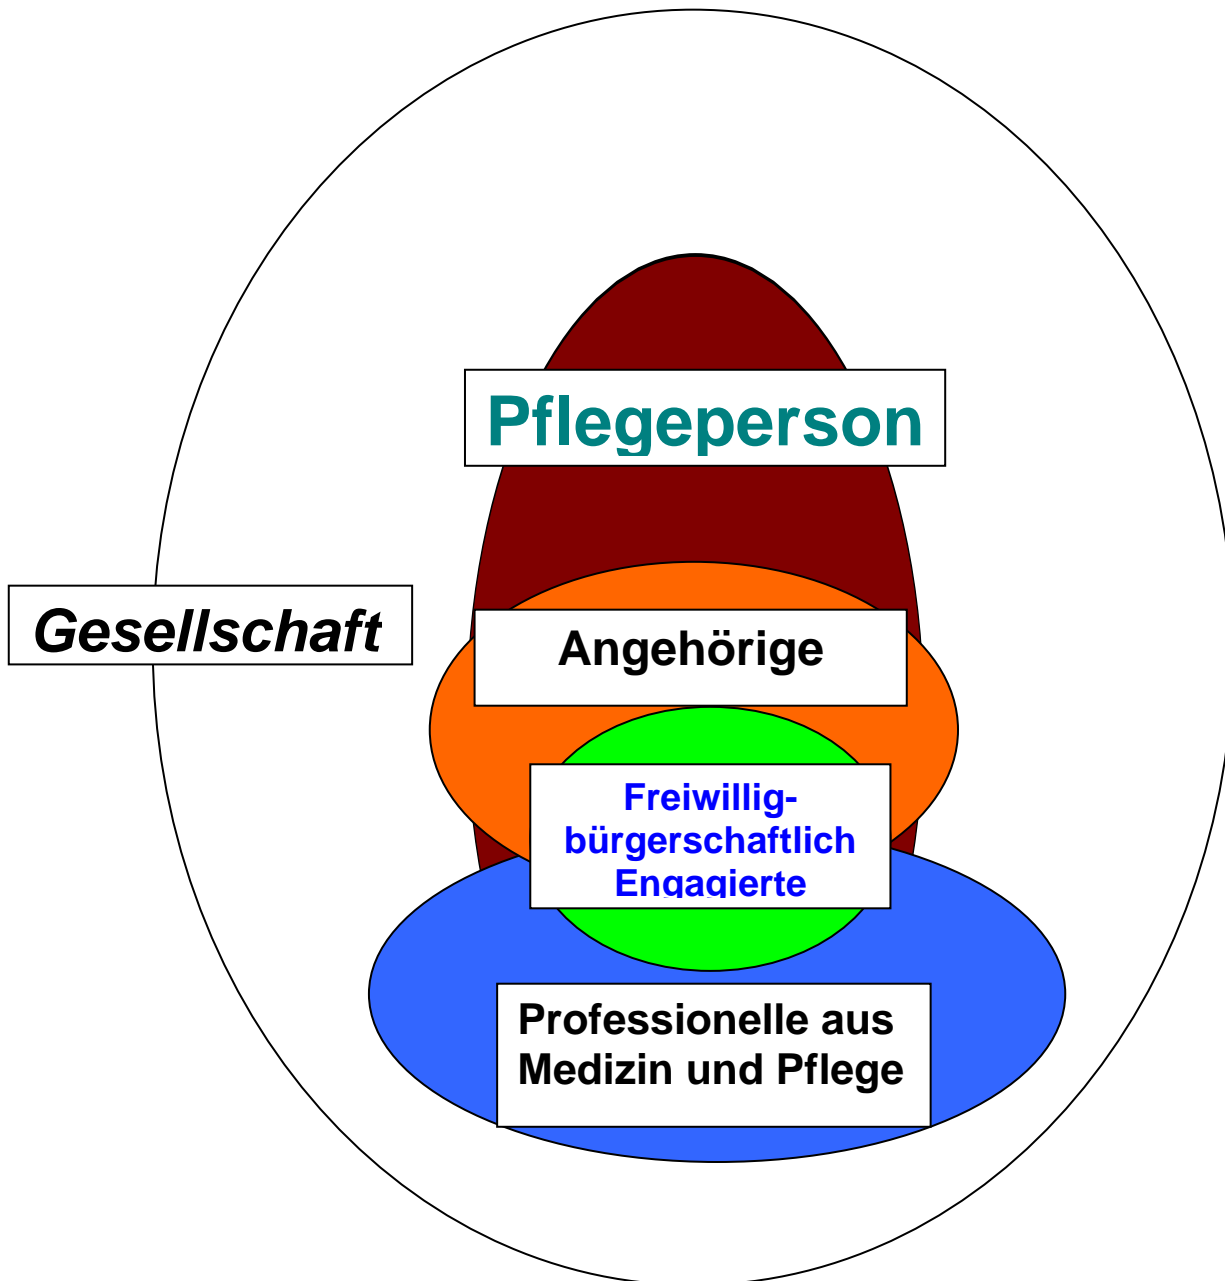 Pflegeperson
Gesellschaft
Angehörige
Freiwillig-
bürgerschaftlich
Engagierte
Professionelle aus
Medizin und Pflege